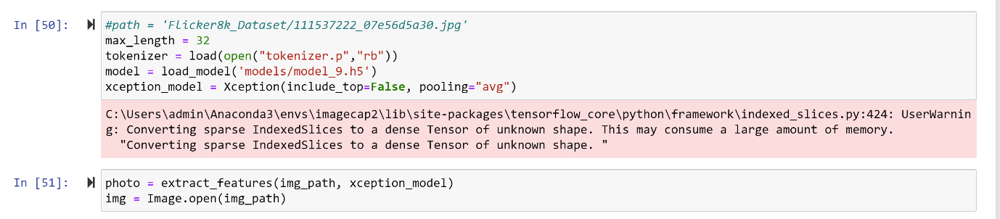 In [50]: #path = 'Flicker8k_Dataset/111537222_07e56d5a30.jpg'
max_length = 32
tokenizer = load(open("tokenizer.p","rb"))
model = load_model('models/model_9.h5')
xception_model = Xception(include_top=False, pooling="avg")
C:\Users\admin\Anaconda3\envs\imagecap2\lib\site-packages\tensorflow_core\python\framework\indexed_slices.py:424: UserWarnin
g: Converting sparse IndexedSlices to a dense Tensor of unknown shape. This may consume a large amount of memory.
  "Converting sparse IndexedSlices to a dense Tensor of unknown shape. "
In [51]: photo = extract_features(img_path, xception_model)
img = Image.open(img_path)